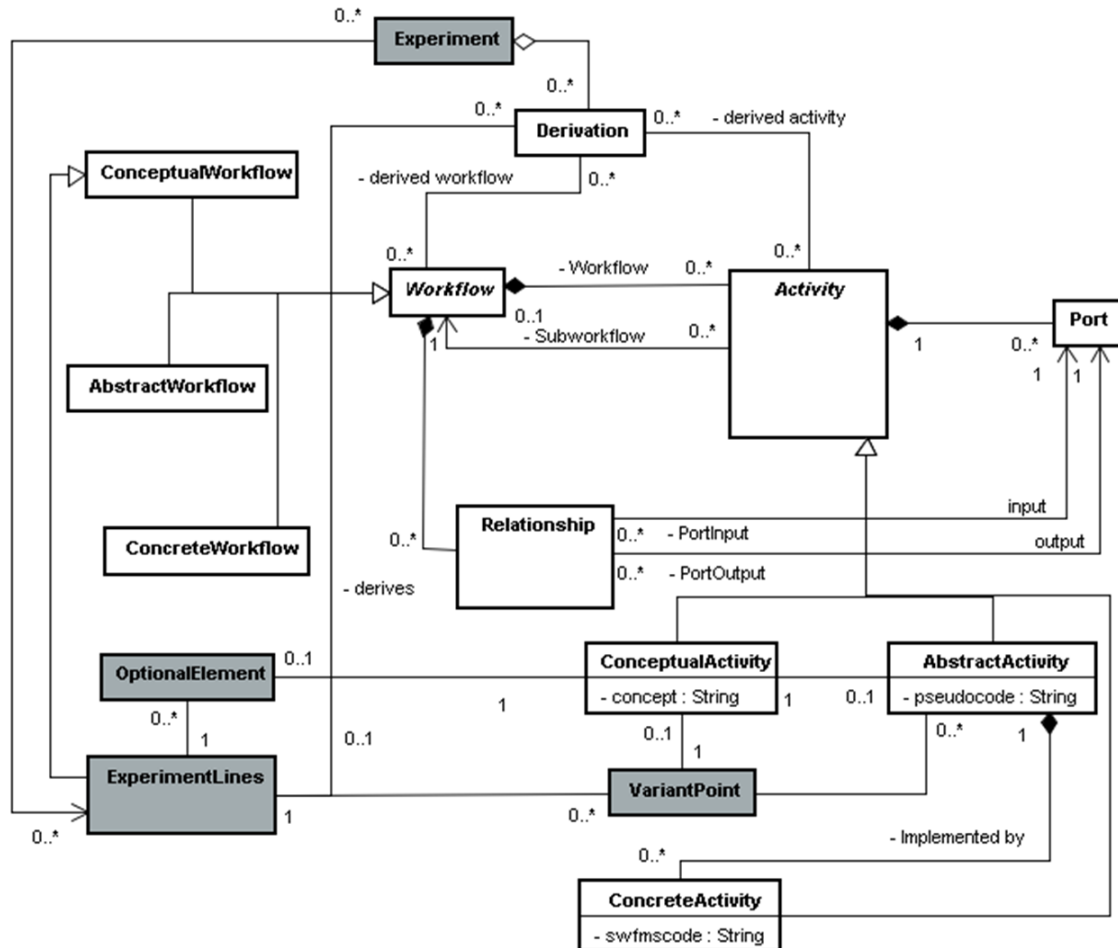 0..*
Experiment
0..*
0..*
Derivation
0..*
- derived activity
ConceptualWorkflow
- derived workflow
0..*
0..*
0..*
Workflow
- Workflow
0..*
Activity
0..1
Port
1
- Subworkflow
0..*
1
0..*
1
1
AbstractWorkflow
Relationship
input
0..*
- PortInput
output
0..*
ConcreteWorkflow
0..*
- PortOutput
- derives
OptionalElement
0..1
ConceptualActivity
AbstractActivity
- concept : String
1
0..1
- pseudocode : String
1
0..*
1
0..1
0..1
1
0..*
1
ExperimentLines
VariantPoint
1
0..*
0..*
- Implemented by
0..*
ConcreteActivity
- swfmscode : String